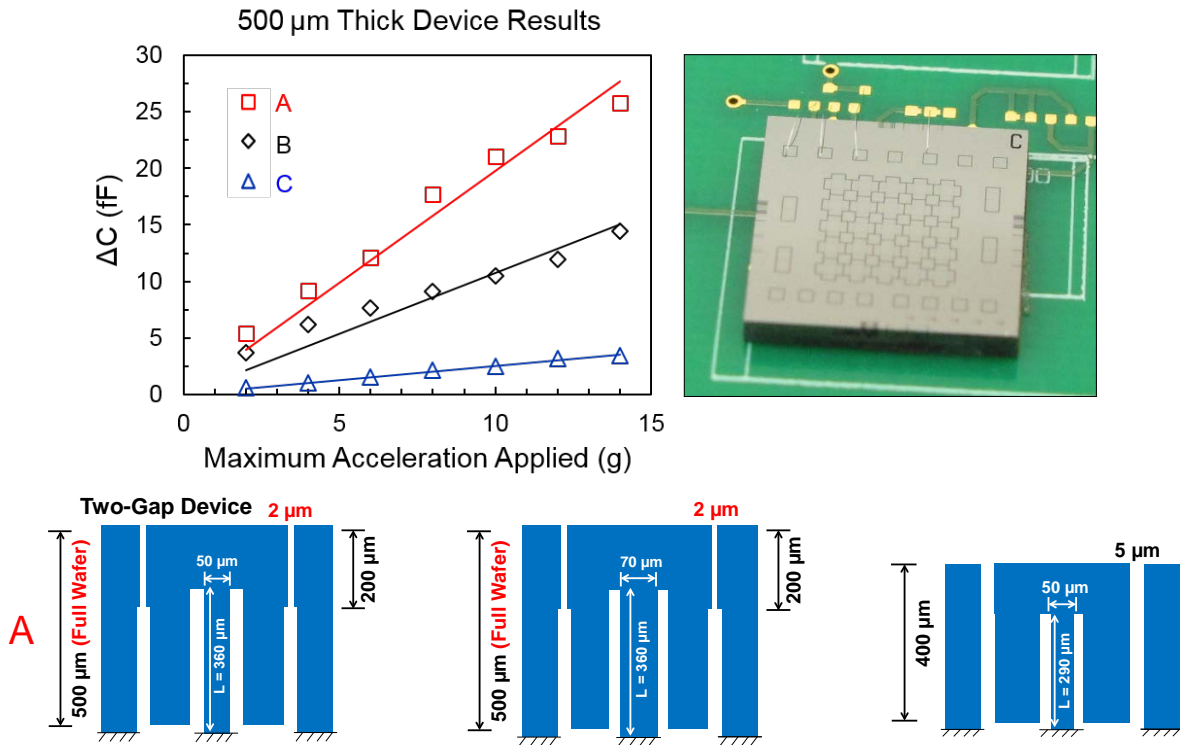 500 µm Thick Device Results
30
25
20
15
10
5
0
ΔC (fF)
A
B
C
0
5
10
15
Maximum Acceleration Applied (g)
C
A
Two-Gap Device
2 µm
500 µm (Full Wafer)
50 µm
L = 360 µm
200 µm
2 µm
500 µm (Full Wafer)
70 µm
L = 360 µm
200 µm
5 µm
400 µm
50 µm
L = 290 µm